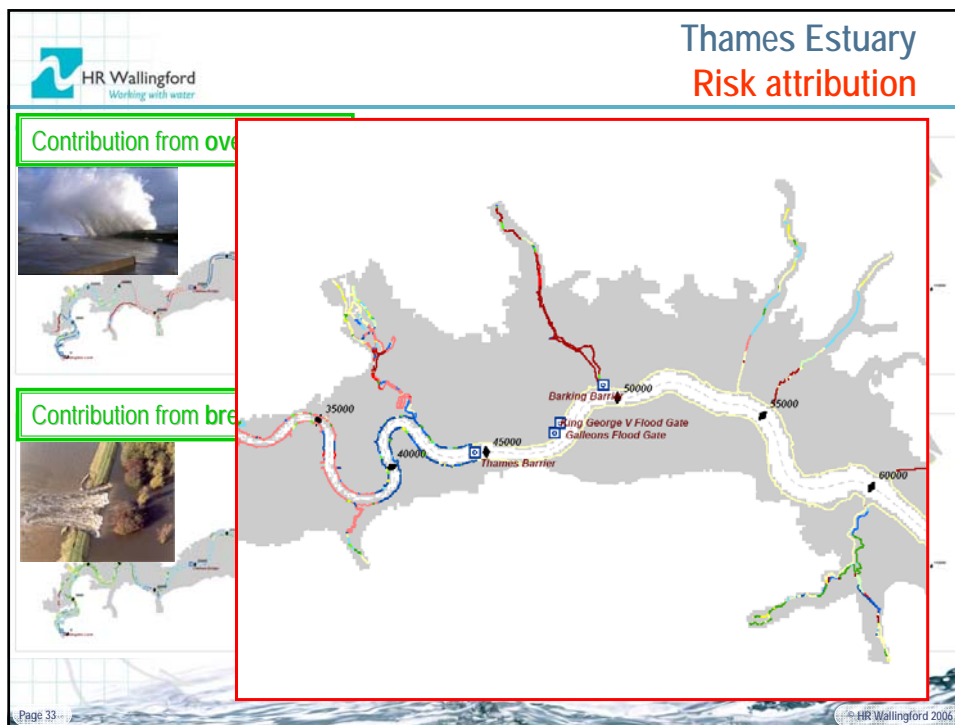 Thames Estuary
Risk attribution
HR Wallingford
Working with water
Contribution from ove
Contribution from bre
35000
40000
45000
Thames Barrier
Barking Barrier
50000
King George V Flood Gate
Galleons Flood Gate
55000
60000
Page 33
© HR Wallingford 2006